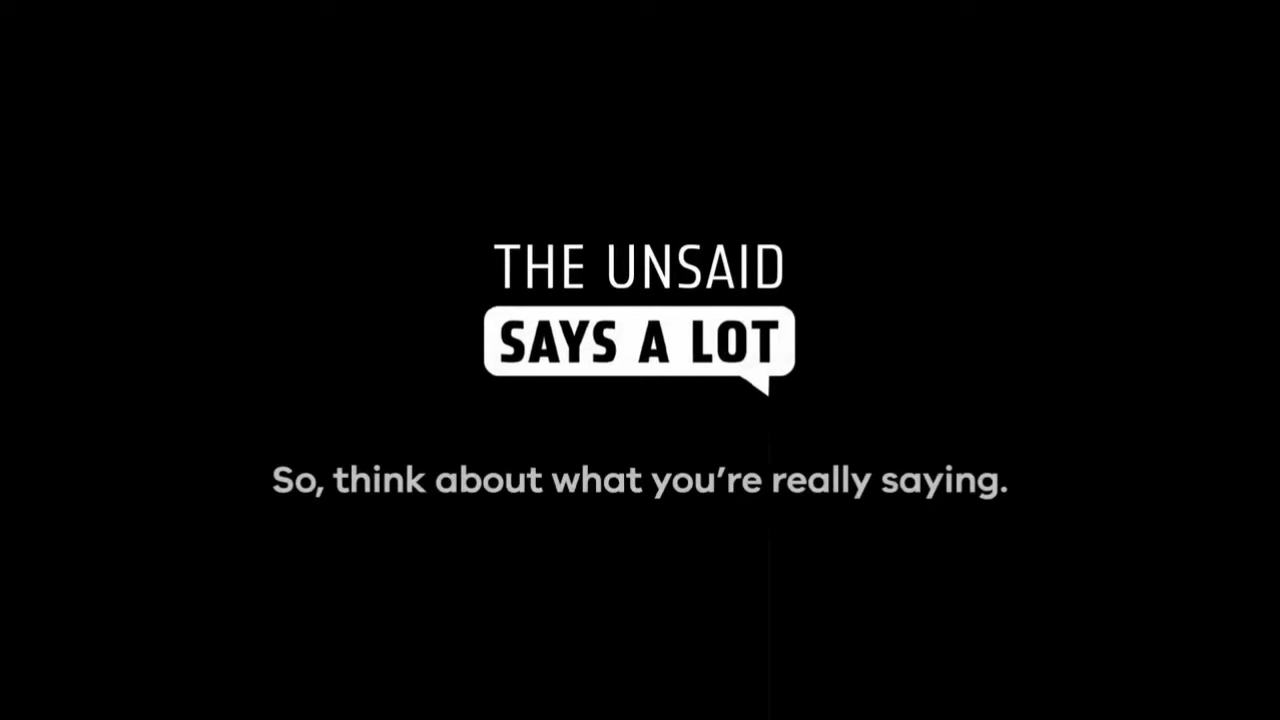 THE UNSAID
SAYS A LOT
So, think about what you’re really saying.